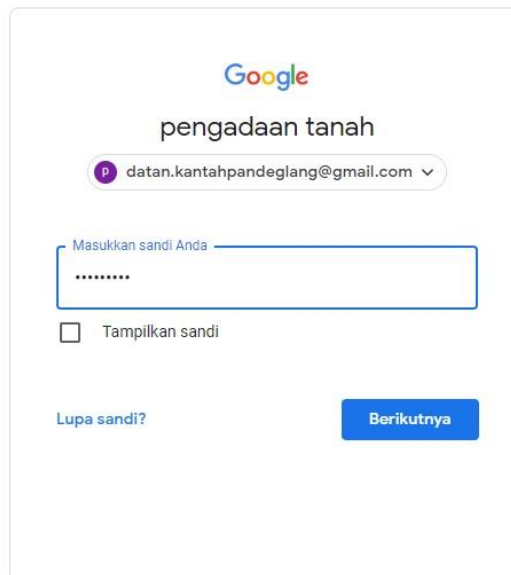 Google
pengadaan tanah
p datan.kantahpandeglang@gmail.com
Masukkan sandi Anda
•••••••••
Tampilkan sandi
Lupa sandi? Berikutnya